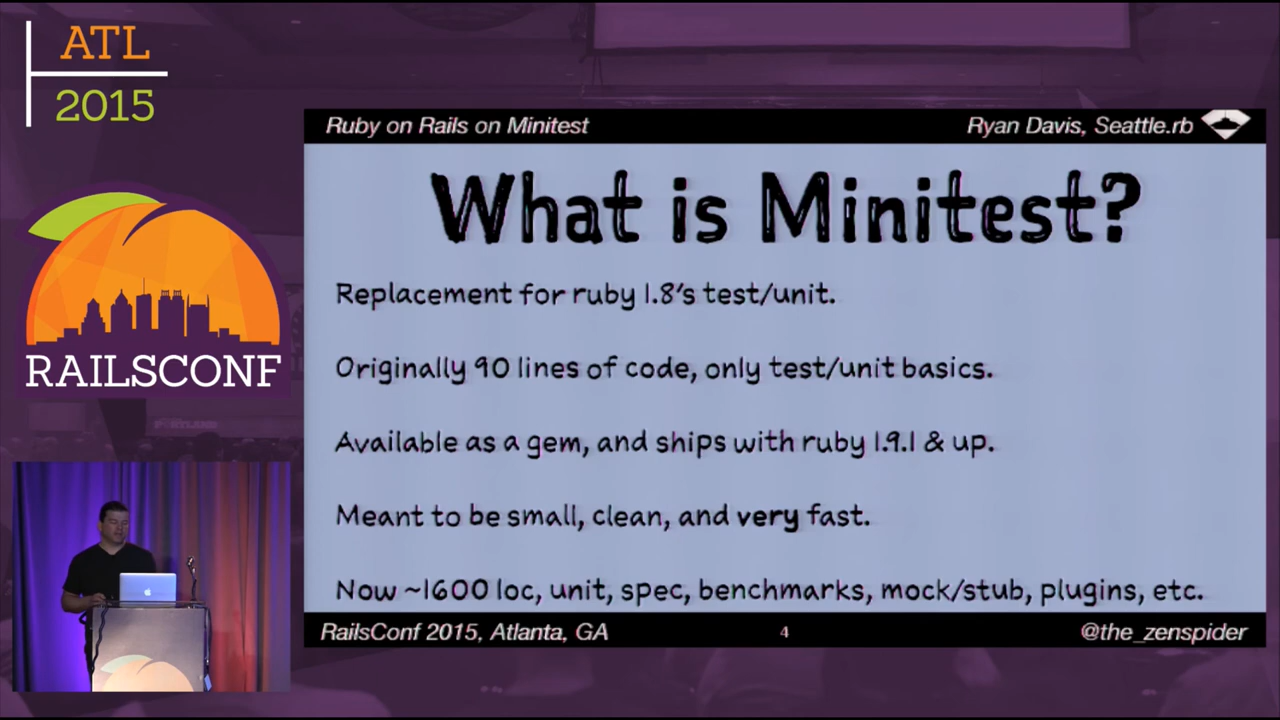 ATL
2015
RAILSCONF
Ruby on Rails on Minitest
Ryan Davis, Seattle.rb
What is Minitest?
Replacement for ruby 1.8's test/unit.
Originally 90 lines of code, only test/unit basics.
Available as a gem, and ships with ruby 1.9.1 & up.
Meant to be small, clean, and very fast.
Now ~1600 loc, unit, spec, benchmarks, mock/stub, plugins, etc.
RailsConf 2015, Atlanta, GA
4
@the_zenspider
PORTLAND